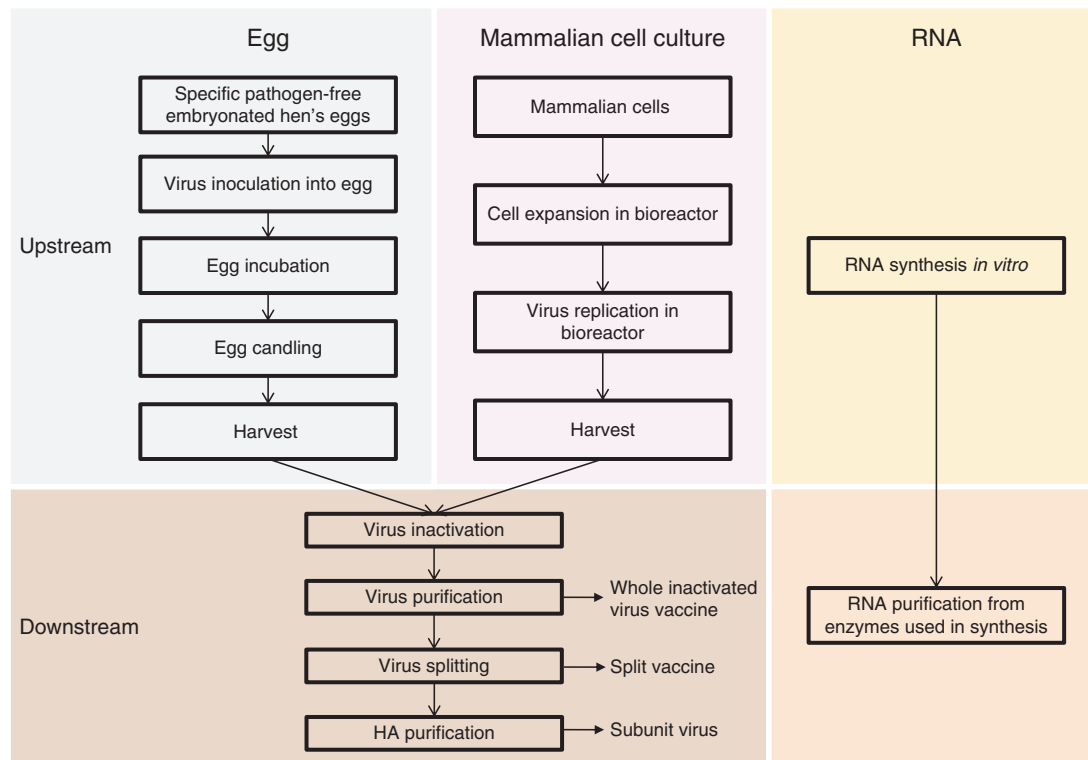 Egg
Mammalian cell culture
RNA
Upstream
Specific pathogen-free
embryonated hen's eggs
Virus inoculation into egg
Egg incubation
Egg candling
Harvest
Mammalian cells
Cell expansion in bioreactor
Virus replication in
bioreactor
Harvest
RNA synthesis in vitro
Downstream
Virus inactivation
Virus purification
Whole inactivated
virus vaccine
Virus splitting
Split vaccine
HA purification
Subunit virus
RNA purification from
enzymes used in synthesis